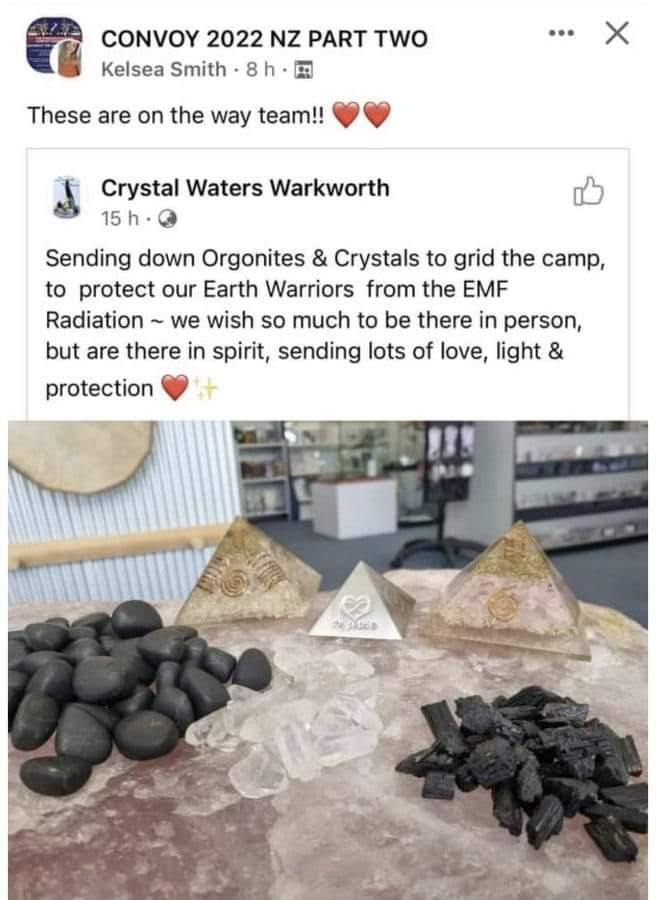 CONVOY 2022 NZ PART TWO
Kelsea Smith · 8 h ·
These are on the way team!! ❤️❤️
Crystal Waters Warkworth
15 h ·
Sending down Orgonites & Crystals to grid the camp,
to protect our Earth Warriors from the EMF
Radiation ~ we wish so much to be there in person,
but are there in spirit, sending lots of love, light &
protection ❤️✨